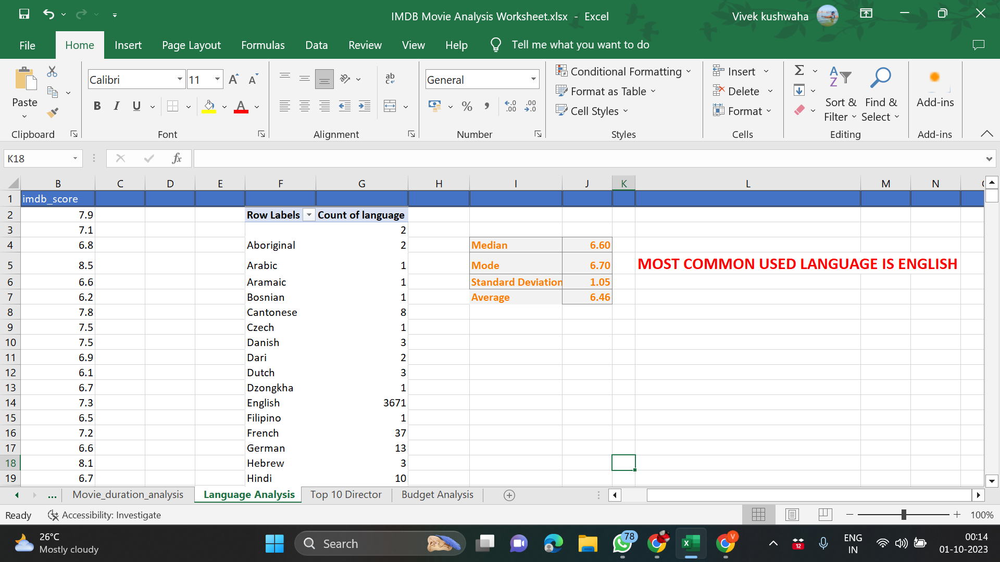 IMDB Movie Analysis Worksheet.xlsx - Excel
Vivek kushwaha
File Home Insert Page Layout Formulas Data Review View Help Tell me what you want to do
Calibri 11
General
Conditional Formatting
Format as Table
Cell Styles
Insert
Delete
Format
Paste
B I U
A A
ab
%
Sort & Filter
Find & Select
Add-ins
Clipboard Font Alignment Number Styles Cells Editing Add-ins
K18 fx
B C D E F G H I J K L M N
1 imdb_score
2 7.9 Row Labels Count of language
3 7.1 2
4 6.8 Aboriginal 2 Median 6.60
5 8.5 Arabic 1 Mode 6.70 MOST COMMON USED LANGUAGE IS ENGLISH
6 6.6 Aramaic 1 Standard Deviation 1.05
7 6.2 Bosnian 1 Average 6.46
8 7.8 Cantonese 8
9 7.5 Czech 1
10 7.5 Danish 3
11 6.9 Dari 2
12 6.1 Dutch 3
13 6.7 Dzongkha 1
14 7.3 English 3671
15 6.5 Filipino 1
16 7.2 French 37
17 6.6 German 13
18 8.1 Hebrew 3
19 6.7 Hindi 10
... Movie_duration_analysis Language Analysis Top 10 Director Budget Analysis
Ready Accessibility: Investigate 100%
26°C
Mostly cloudy
Search
78
V
12
ENG
IN
00:14
01-10-2023